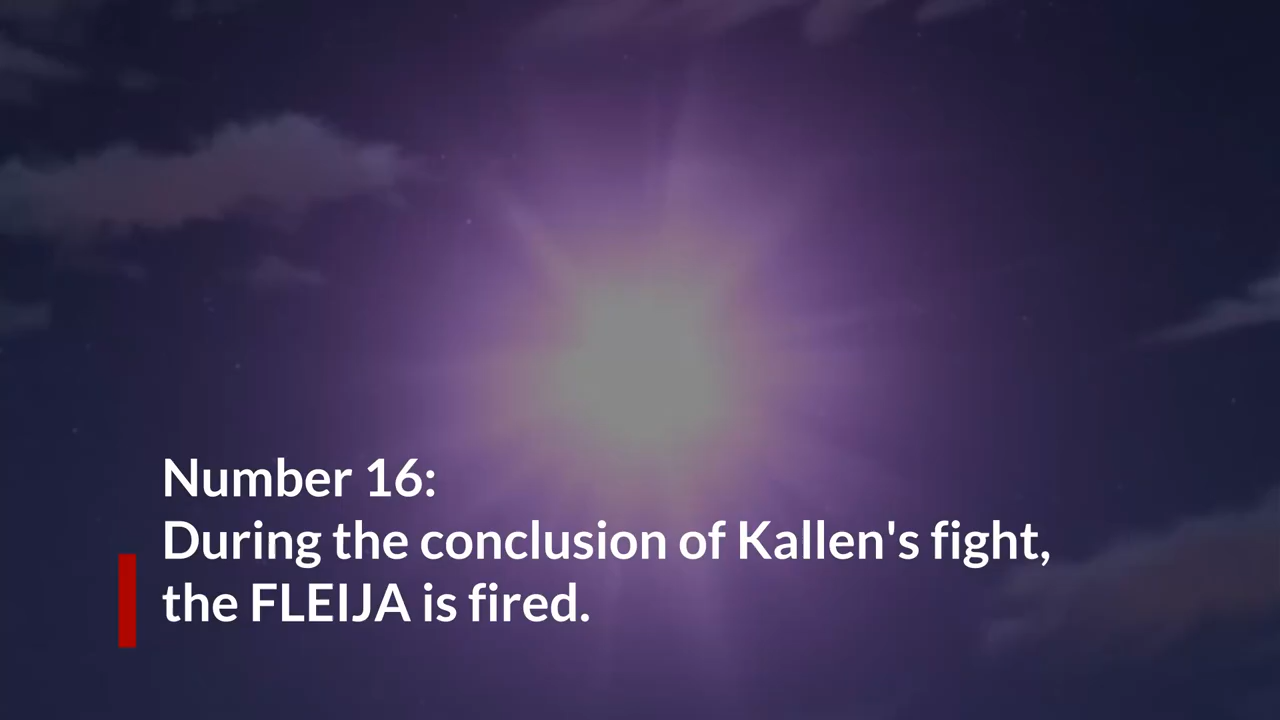 Number 16:
During the conclusion of Kallen's fight,
the FLEIJA is fired.